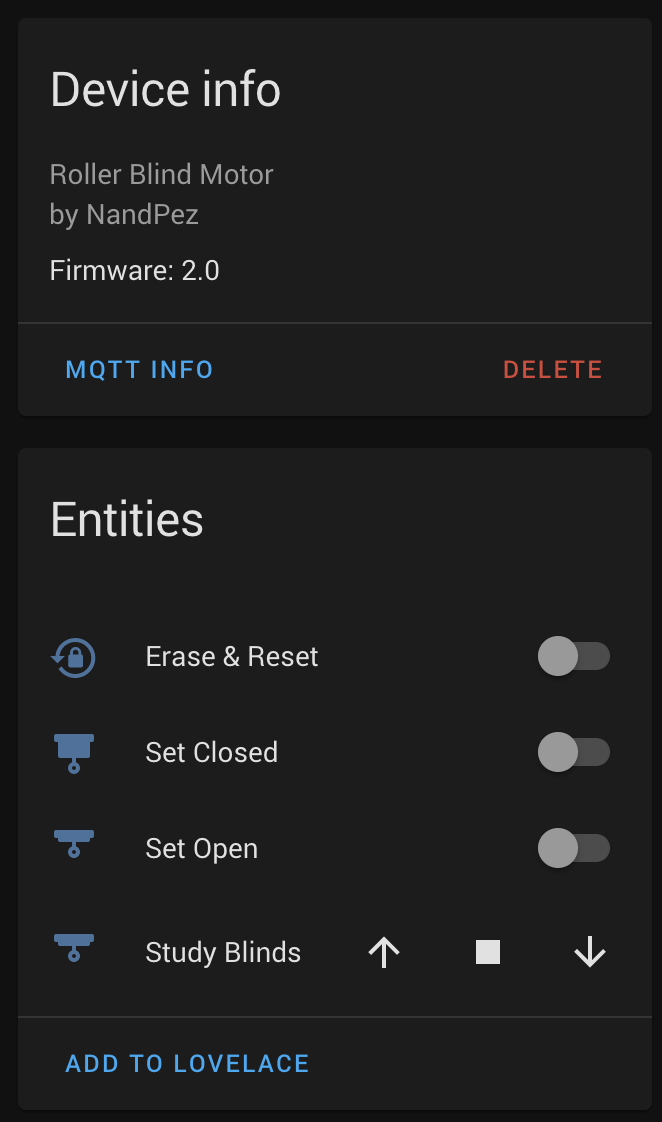 Device info
Roller Blind Motor
by NandPez
Firmware: 2.0
MQTT INFO
DELETE
Entities
Erase & Reset
Set Closed
Set Open
Study Blinds
ADD TO LOVELACE